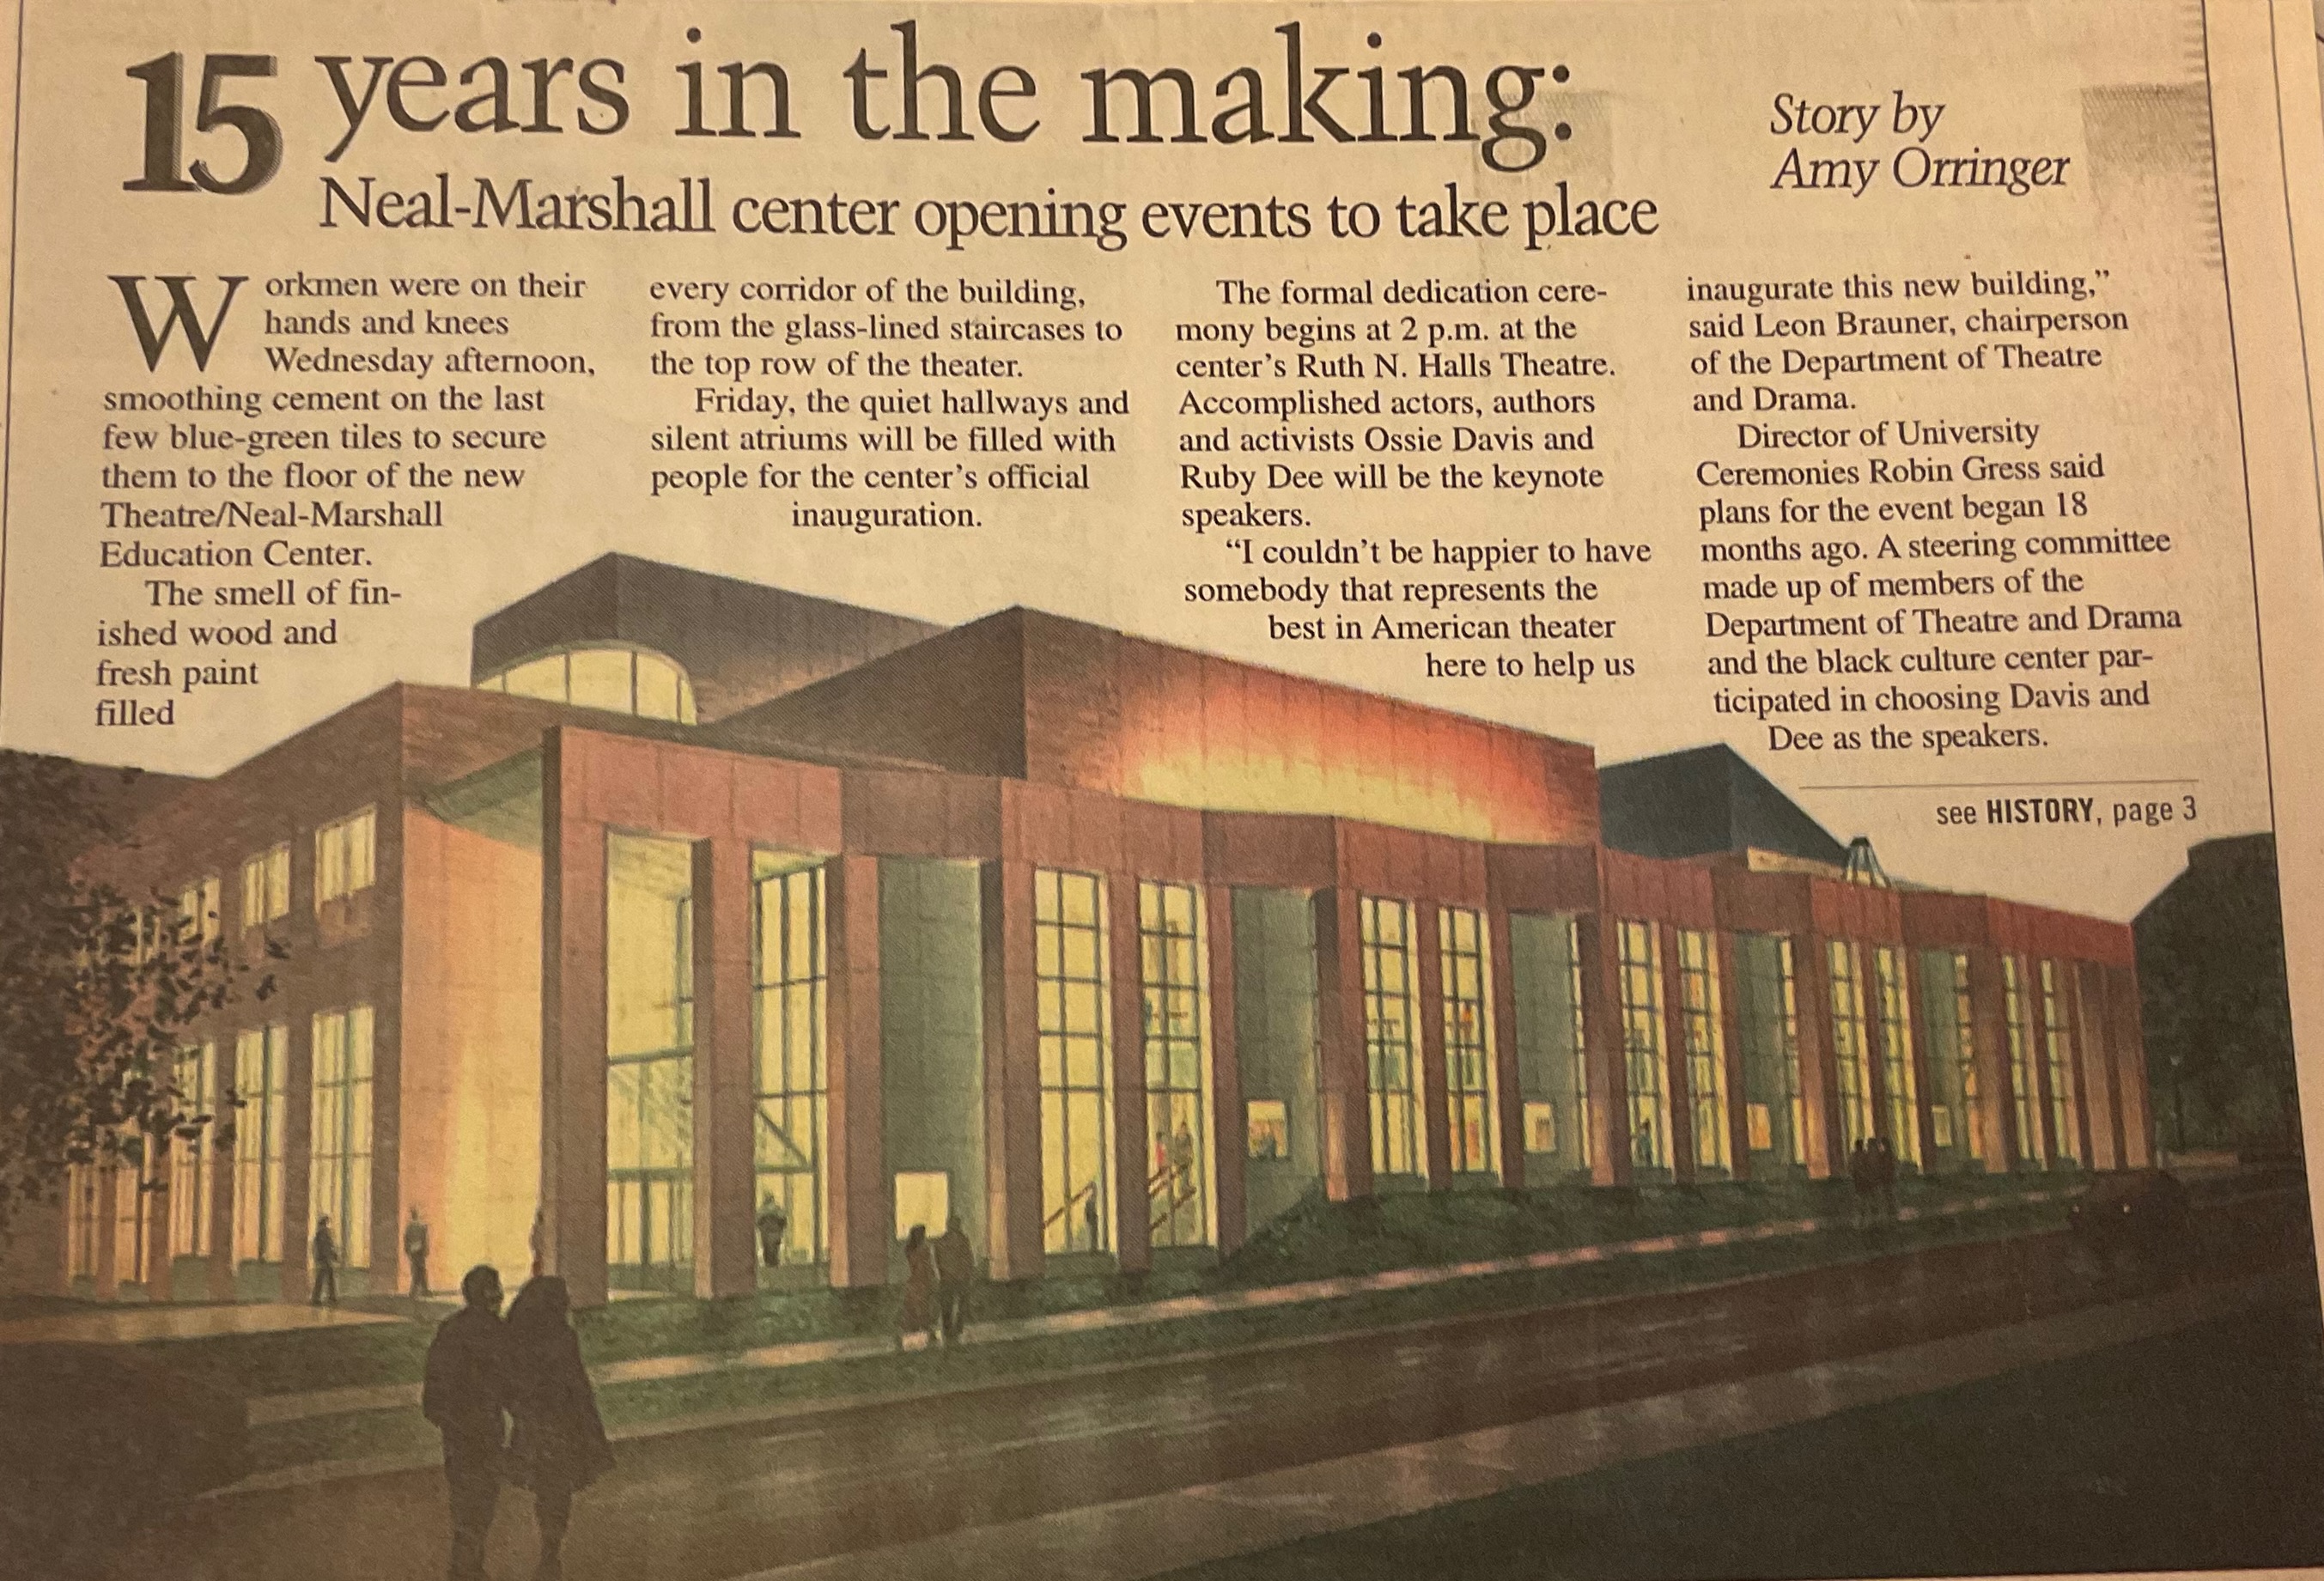 15 years in the making:
Neal-Marshall center opening events to take place
Story by
Amy Orringer
Workmen were on their
hands and knees
Wednesday afternoon,
smoothing cement on the last
few blue-green tiles to secure
them to the floor of the new
Theatre/Neal-Marshall
Education Center.
The smell of fin-
ished wood and
fresh paint
filled
every corridor of the building,
from the glass-lined staircases to
the top row of the theater.
Friday, the quiet hallways and
silent atriums will be filled with
people for the center's official
inauguration.
The formal dedication cere-
mony begins at 2 p.m. at the
center's Ruth N. Halls Theatre.
Accomplished actors, authors
and activists Ossie Davis and
Ruby Dee will be the keynote
speakers.
“I couldn't be happier to have
somebody that represents the
best in American theater
here to help us
inaugurate this new building,”
said Leon Brauner, chairperson
of the Department of Theatre
and Drama.
Director of University
Ceremonies Robin Gress said
plans for the event began 18
months ago. A steering committee
made up of members of the
Department of Theatre and Drama
and the black culture center par-
ticipated in choosing Davis and
Dee as the speakers.
see HISTORY, page 3